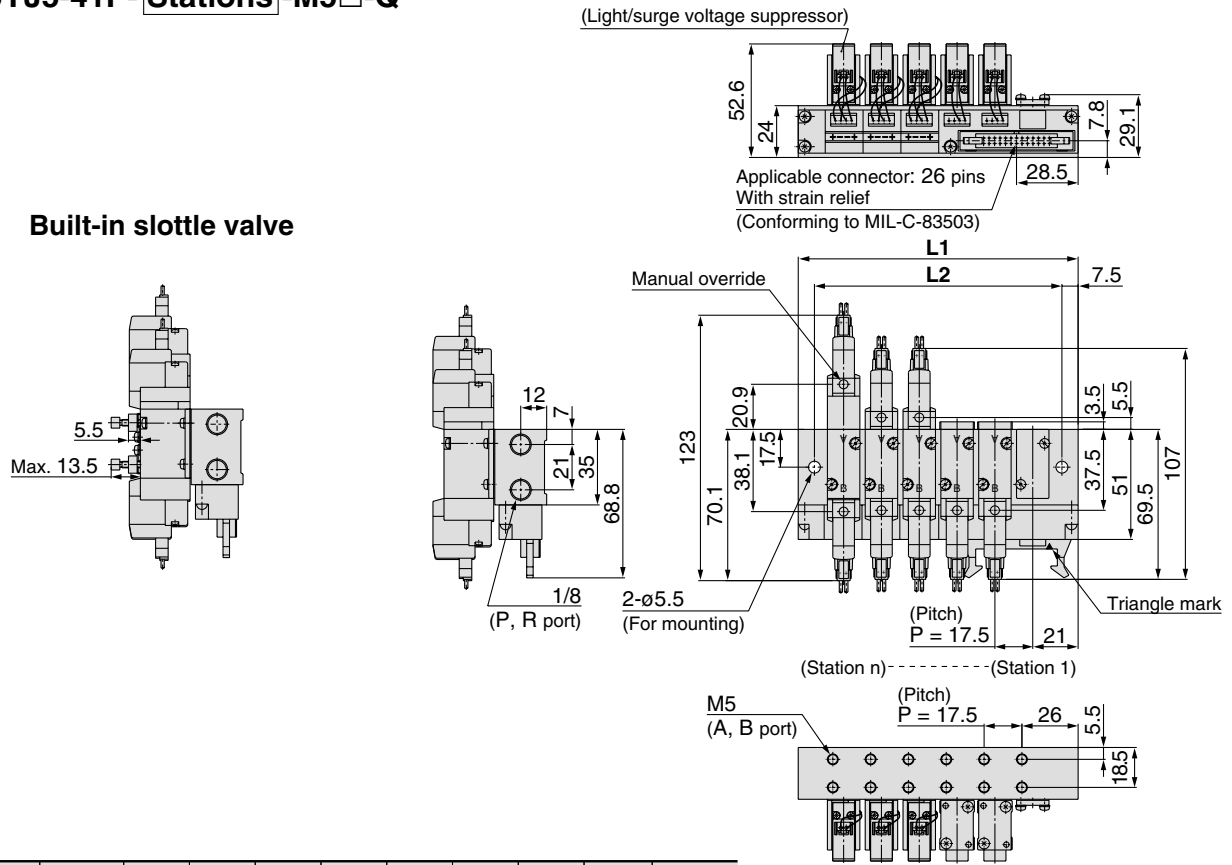 Stations -M5□-Q
(Light/surge voltage suppressor)
52.6
24
7.8
29.1
28.5
Applicable connector: 26 pins
With strain relief
(Conforming to MIL-C-83503)
Built-in slottle valve
5.5
Max. 13.5
12
7
21
35
68.8
1/8
(P, R port)
L1
L2
7.5
Manual override
123
70.1
20.9
38.1
17.5
B
B
3.5
5.5
37.5
51
69.5
107
2-ø5.5
(For mounting)
Triangle mark
(Pitch)
P = 17.5
21
(Station n)
(Station 1)
M5
(A, B port)
(Pitch)
P = 17.5
26
5.5
18.5